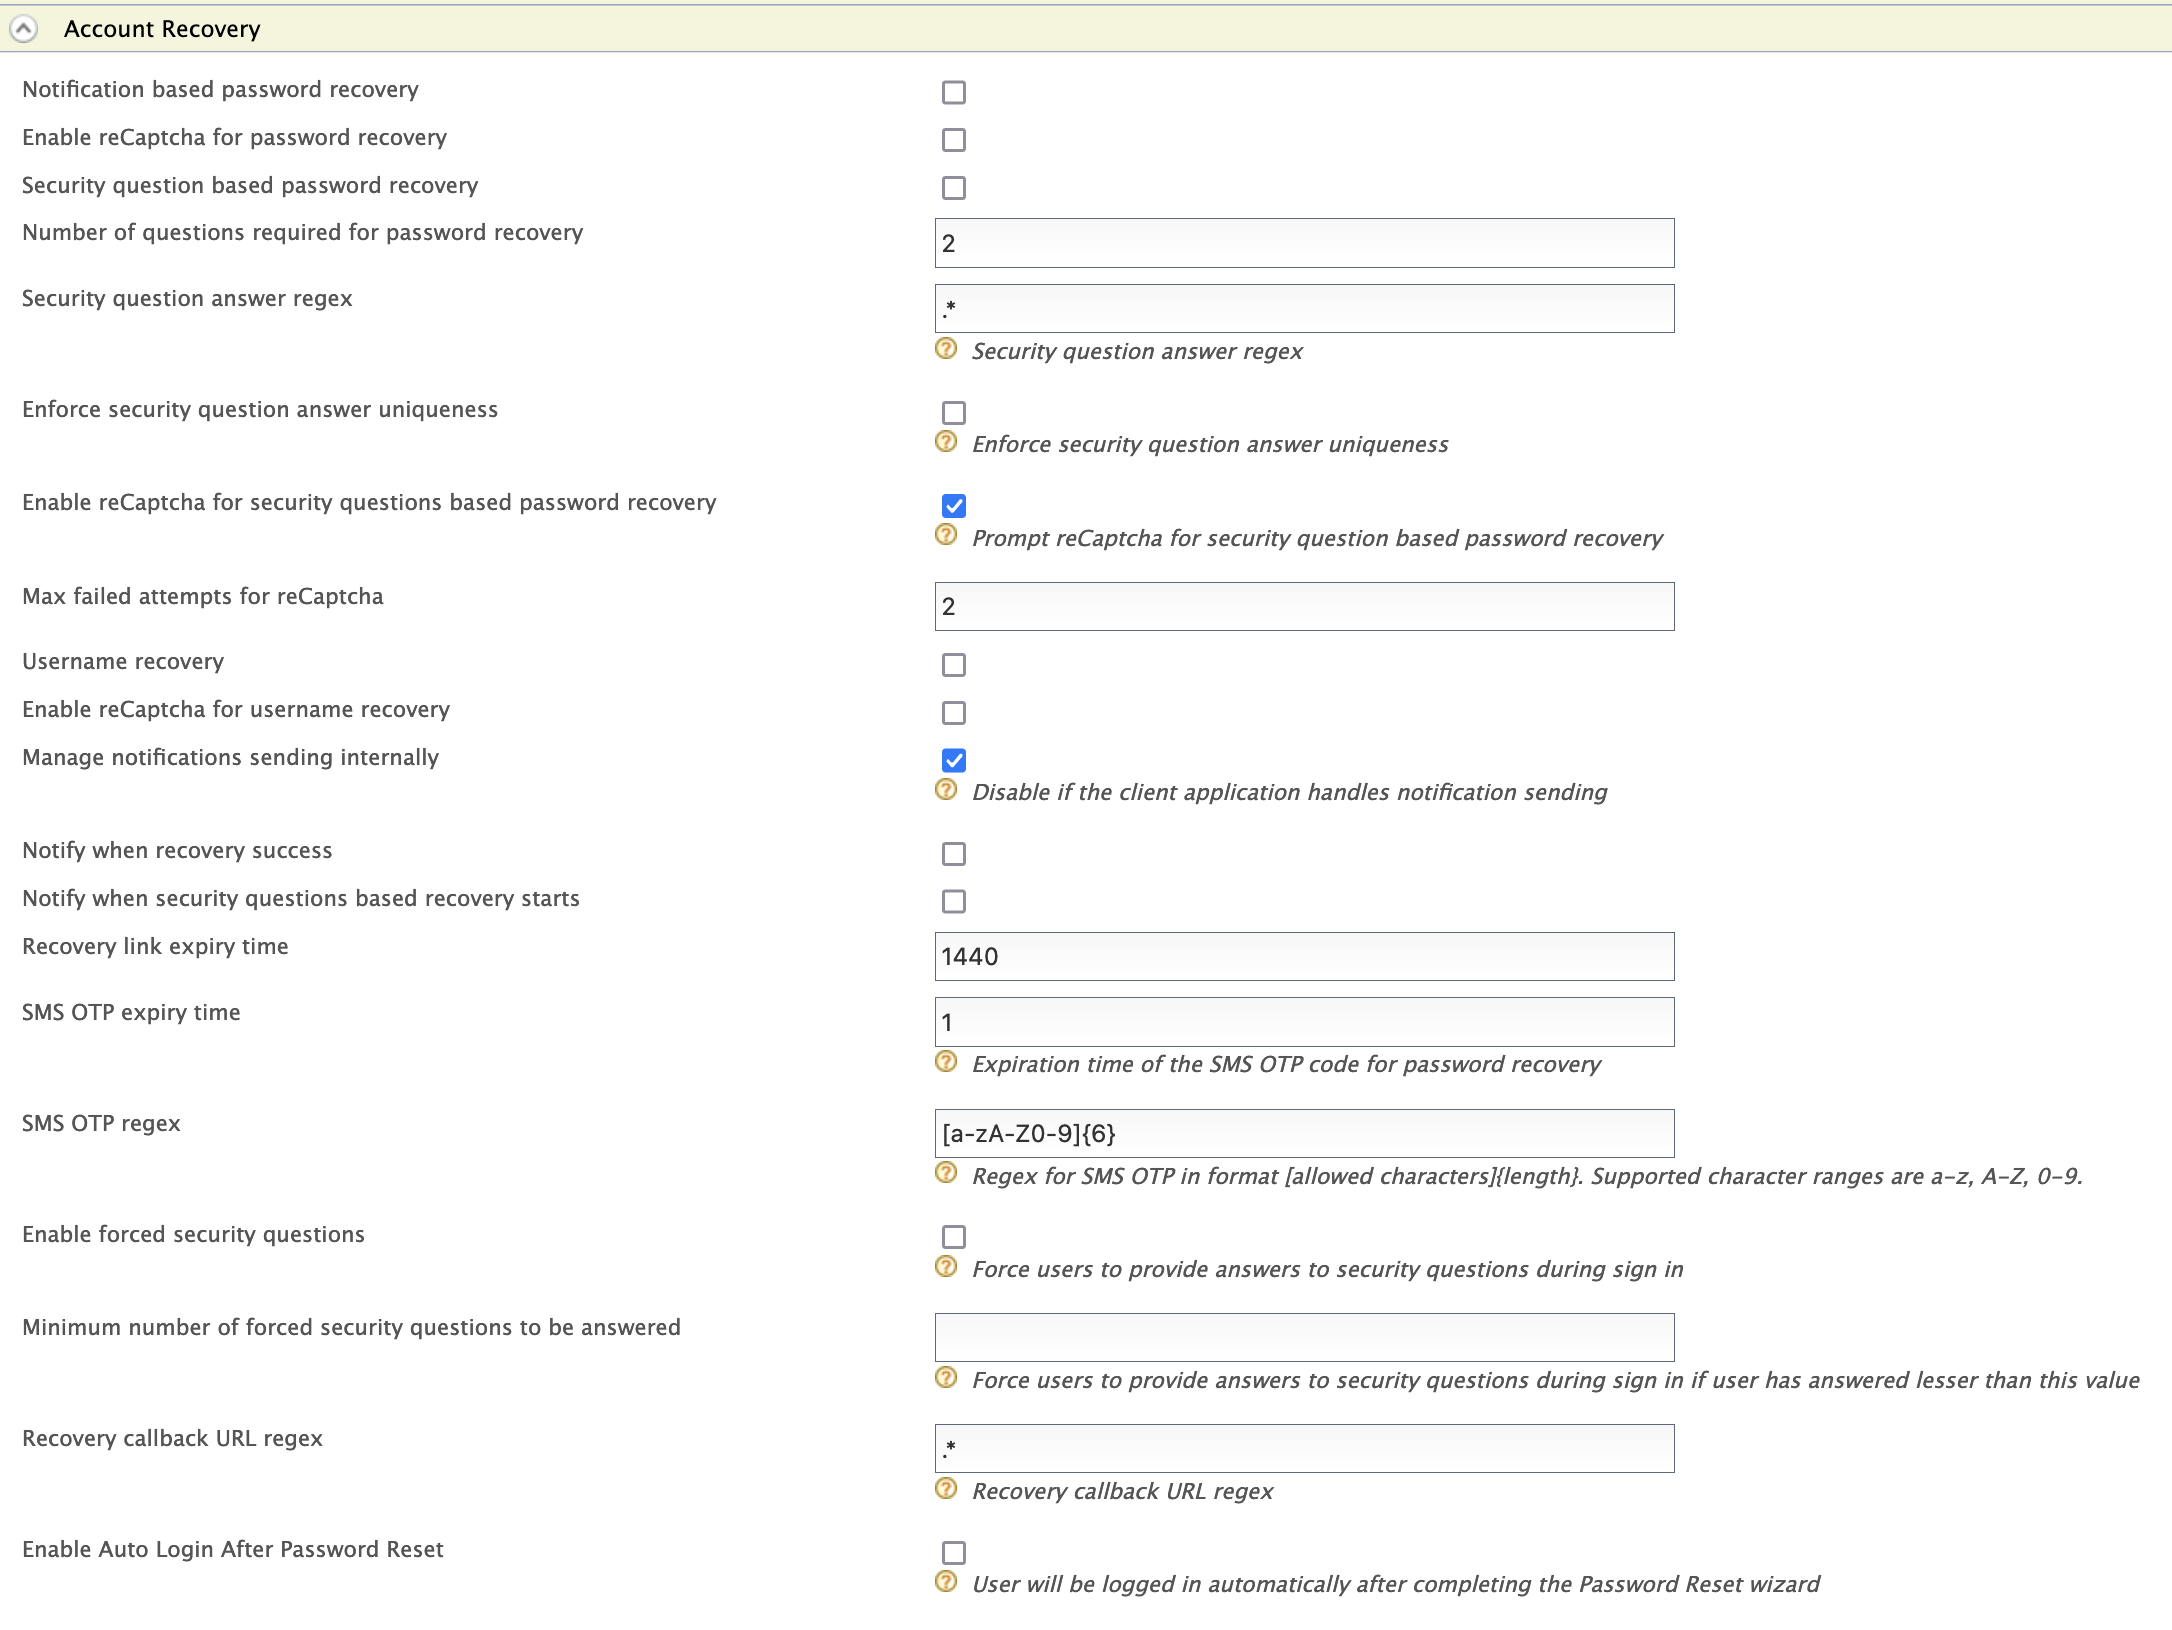 Account Recovery
Notification based password recovery
Enable reCaptcha for password recovery
Security question based password recovery
Number of questions required for password recovery
2
Security question answer regex
.*
Security question answer regex
Enforce security question answer uniqueness
Enforce security question answer uniqueness
Enable reCaptcha for security questions based password recovery
Prompt reCaptcha for security question based password recovery
Max failed attempts for reCaptcha
2
Username recovery
Enable reCaptcha for username recovery
Manage notifications sending internally
Disable if the client application handles notification sending
Notify when recovery success
Notify when security questions based recovery starts
Recovery link expiry time
1440
SMS OTP expiry time
1
Expiration time of the SMS OTP code for password recovery
SMS OTP regex
[a-zA-Z0-9]{6}
Regex for SMS OTP in format [allowed characters]{length}. Supported character ranges are a-z, A-Z, 0-9.
Enable forced security questions
Force users to provide answers to security questions during sign in
Minimum number of forced security questions to be answered
Force users to provide answers to security questions during sign in if user has answered lesser than this value
Recovery callback URL regex
.*
Recovery callback URL regex
Enable Auto Login After Password Reset
User will be logged in automatically after completing the Password Reset wizard